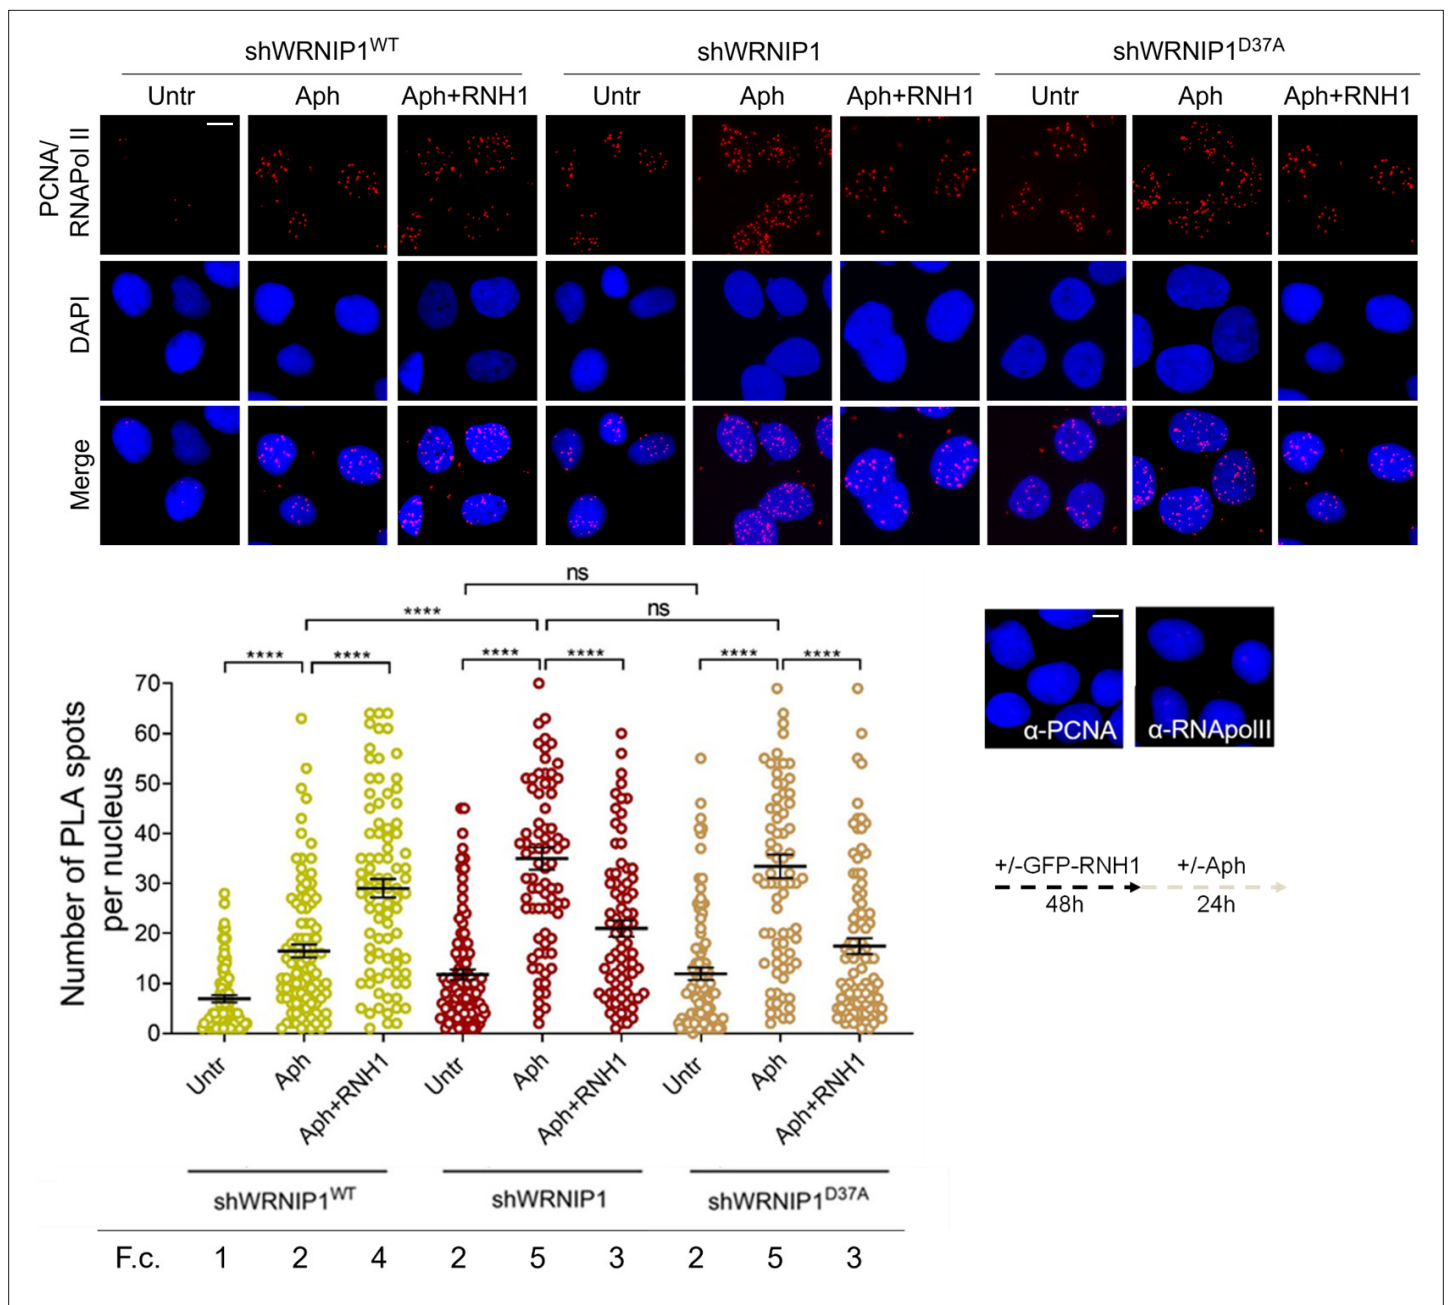 shWRNIP1WT shWRNIP1 shWRNIP1D37A
Untr Aph Aph+RNH1 Untr Aph Aph+RNH1 Untr Aph Aph+RNH1
PCNA/
RNAPol II
DAPI
Merge
ns
**** ns
**** **** **** **** **** ****
Number of PLA spots
per nucleus
70
60
50
40
30
20
10
0
Untr Aph Aph+RNH1 Untr Aph Aph+RNH1 Untr Aph Aph+RNH1
shWRNIP1WT shWRNIP1 shWRNIP1D37A
F.c. 1 2 4 2 5 3 2 5 3
α-PCNA α-RNApolII
+/-GFP-RNH1 +/-Aph
48h 24h